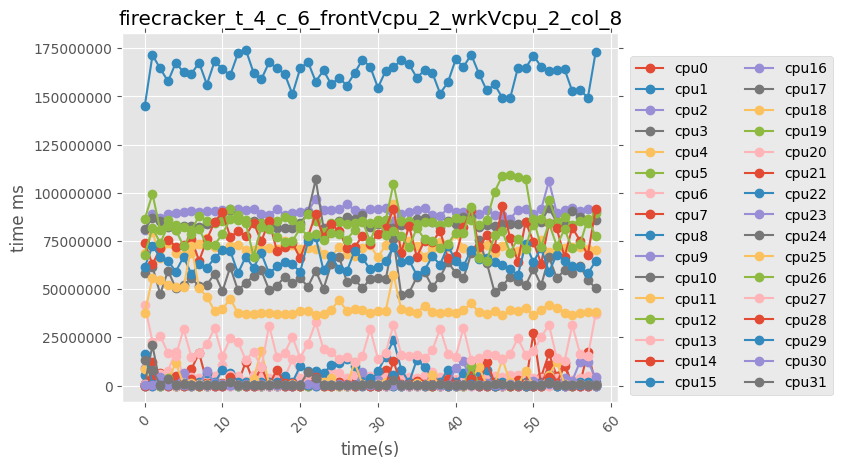 firecracker_t_4_c_6_frontVcpu_2_wrkVcpu_2_col_8
time ms
175000000
150000000
125000000
100000000
75000000
50000000
25000000
0
0
10
20
30
40
50
60
time(s)
cpu0
cpu1
cpu2
cpu3
cpu4
cpu5
cpu6
cpu7
cpu8
cpu9
cpu10
cpu11
cpu12
cpu13
cpu14
cpu15
cpu16
cpu17
cpu18
cpu19
cpu20
cpu21
cpu22
cpu23
cpu24
cpu25
cpu26
cpu27
cpu28
cpu29
cpu30
cpu31